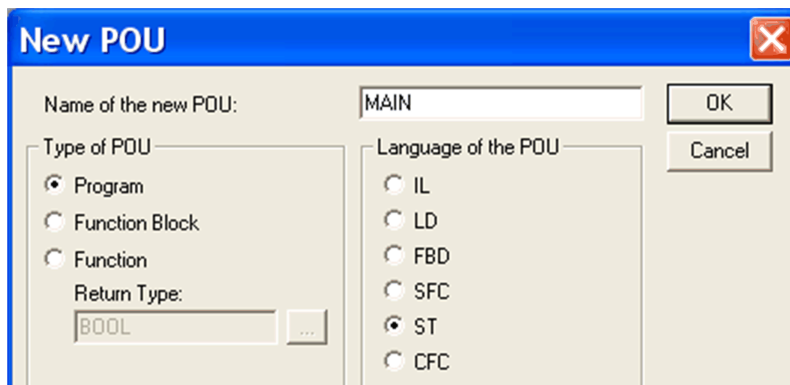 New POU
Name of the new POU:
MAIN
OK
Cancel
Type of POU
Program
Function Block
Function
Return Type:
BOOL
...
Language of the POU
IL
LD
FBD
SFC
ST
CFC